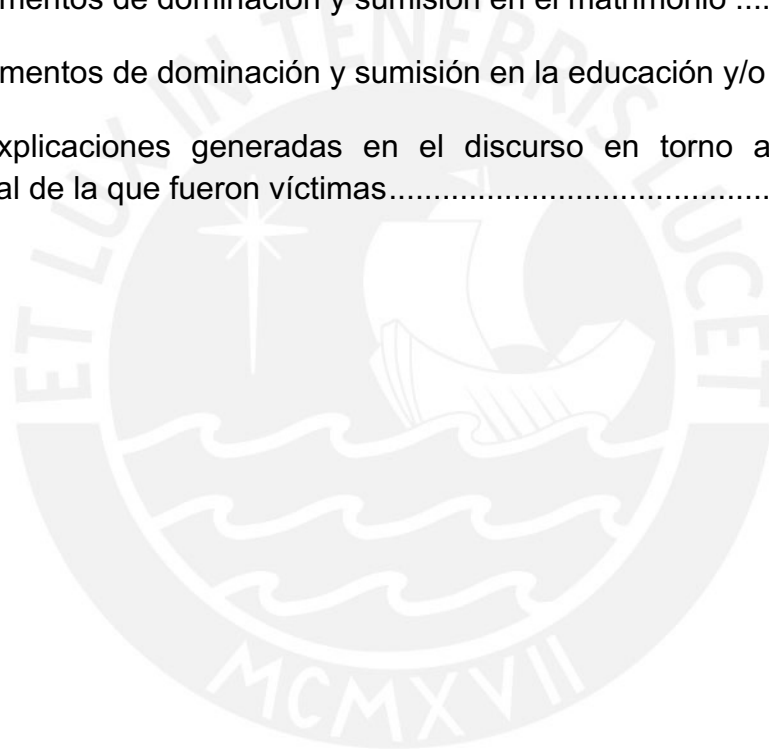 mentos de dominación y sumisión en el matrimonio ....
mentos de dominación y sumisión en la educación y/o
xplicaciones generadas en el discurso en torno a
al de la que fueron víctimas............................................
ET LUX IN TENEBRIS LUCET
MCMXVII